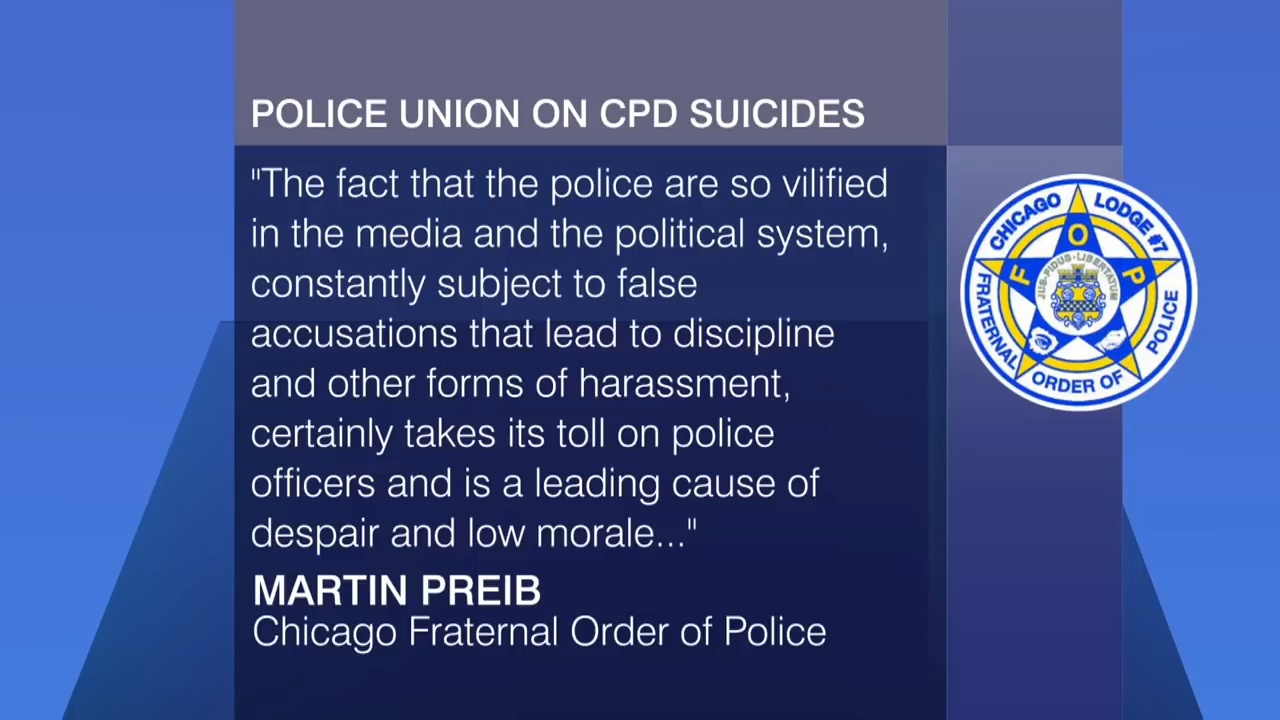 POLICE UNION ON CPD SUICIDES
"The fact that the police are so vilified
in the media and the political system,
constantly subject to false
accusations that lead to discipline
and other forms of harassment,
certainly takes its toll on police
officers and is a leading cause of
despair and low morale..."
MARTIN PREIB
Chicago Fraternal Order of Police
CHICAGO LODGE #7
F O P
JUS·FIDUS·LIBERTATUM
FRATERNAL ORDER OF POLICE